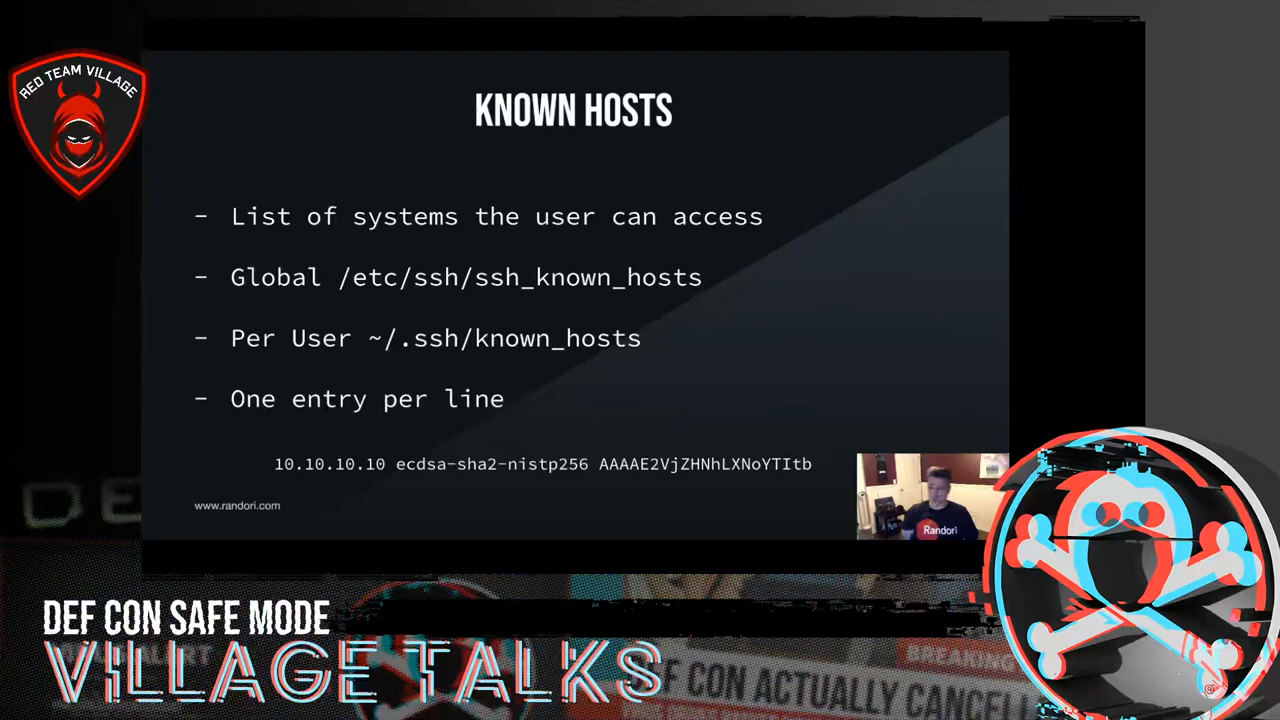 RED TEAM VILLAGE
KNOWN HOSTS
- List of systems the user can access
- Global /etc/ssh/ssh_known_hosts
- Per User ~/.ssh/known_hosts
- One entry per line
10.10.10.10 ecdsa-sha2-nistp256 AAAAE2VjZHNhLXNoYTItb
www.randori.com
Randori
DE
DEF CON SAFE MODE
VILLAGE TALKS
BREAKING
DEF CON ACTUALLY CANCEL